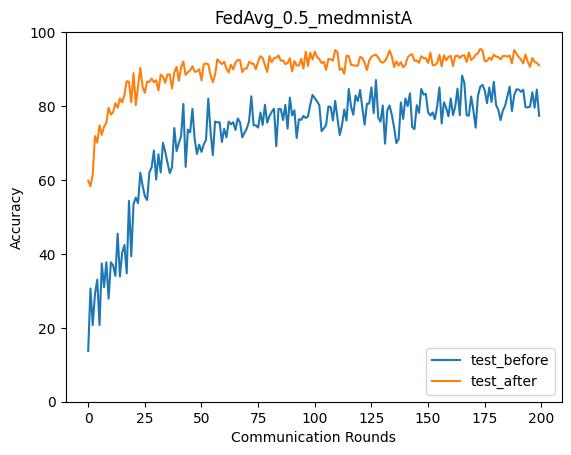 FedAvg_0.5_medmnistA
Accuracy
100
80
60
40
20
0
0 25 50 75 100 125 150 175 200
Communication Rounds
test_before
test_after